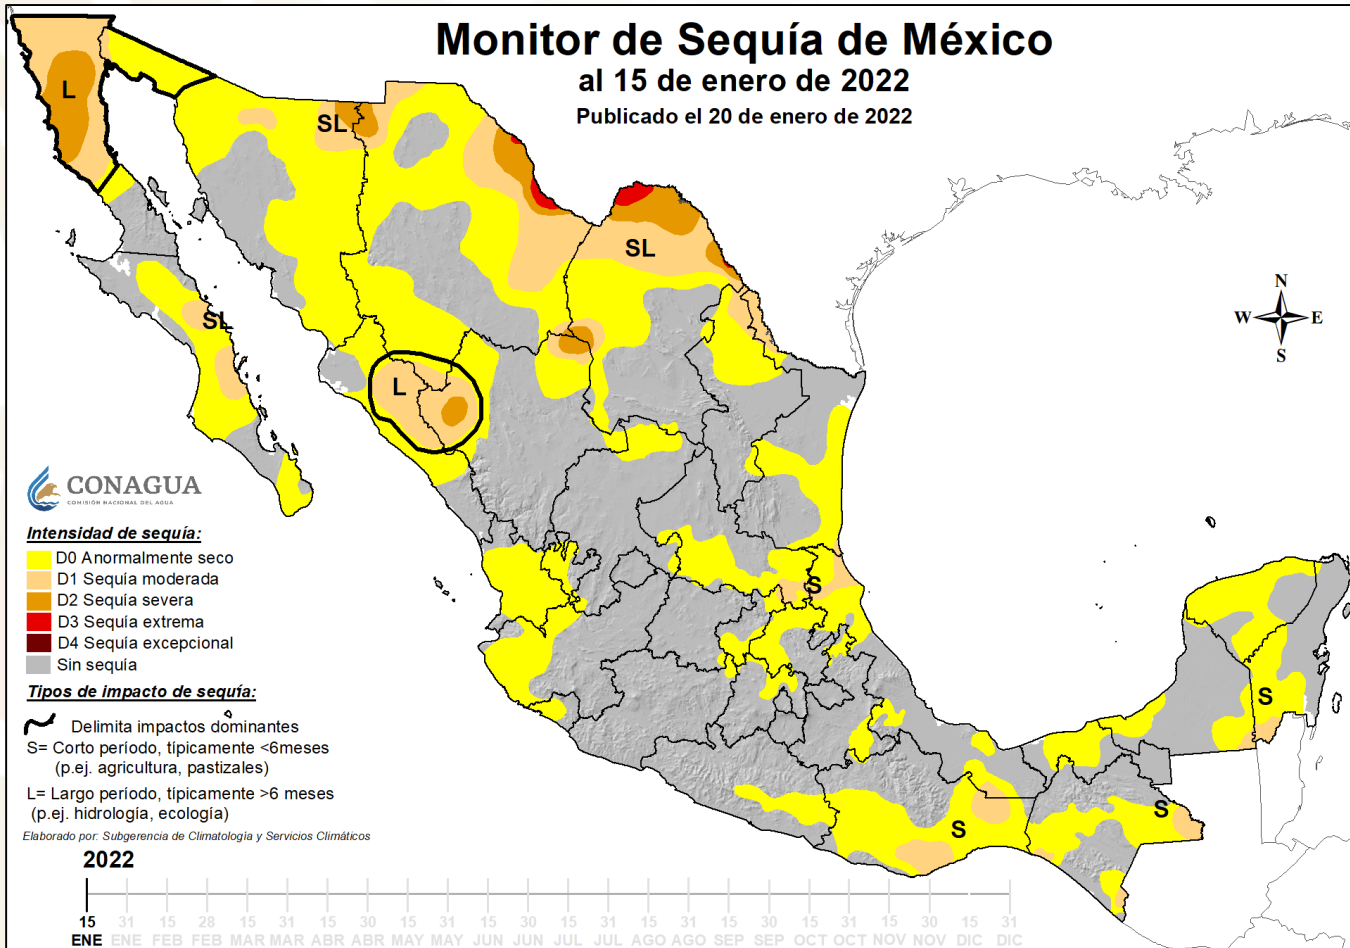 Monitor de Sequía de México
al 15 de enero de 2022
Publicado el 20 de enero de 2022
L
SL
SL
SL
L
S
S
S
S
N
W E
S
CONAGUA
COMISIÓN NACIONAL DEL AGUA
Intensidad de sequía:
D0 Anormalmente seco
D1 Sequía moderada
D2 Sequía severa
D3 Sequía extrema
D4 Sequía excepcional
Sin sequía
Tipos de impacto de sequía:
Delimita impactos dominantes
S= Corto período, típicamente <6meses
(p.ej. agricultura, pastizales)
L= Largo período, típicamente >6 meses
(p.ej. hidrología, ecología)
Elaborado por: Subgerencia de Climatología y Servicios Climáticos
2022
15 31 15 28 15 31 15 30 15 31 15 30 15 31 15 31 15 30 15 31 15 30 15 31
ENE ENE FEB FEB MAR MAR ABR ABR MAY MAY JUN JUN JUL JUL AGO AGO SEP SEP OCT OCT NOV NOV DIC DIC